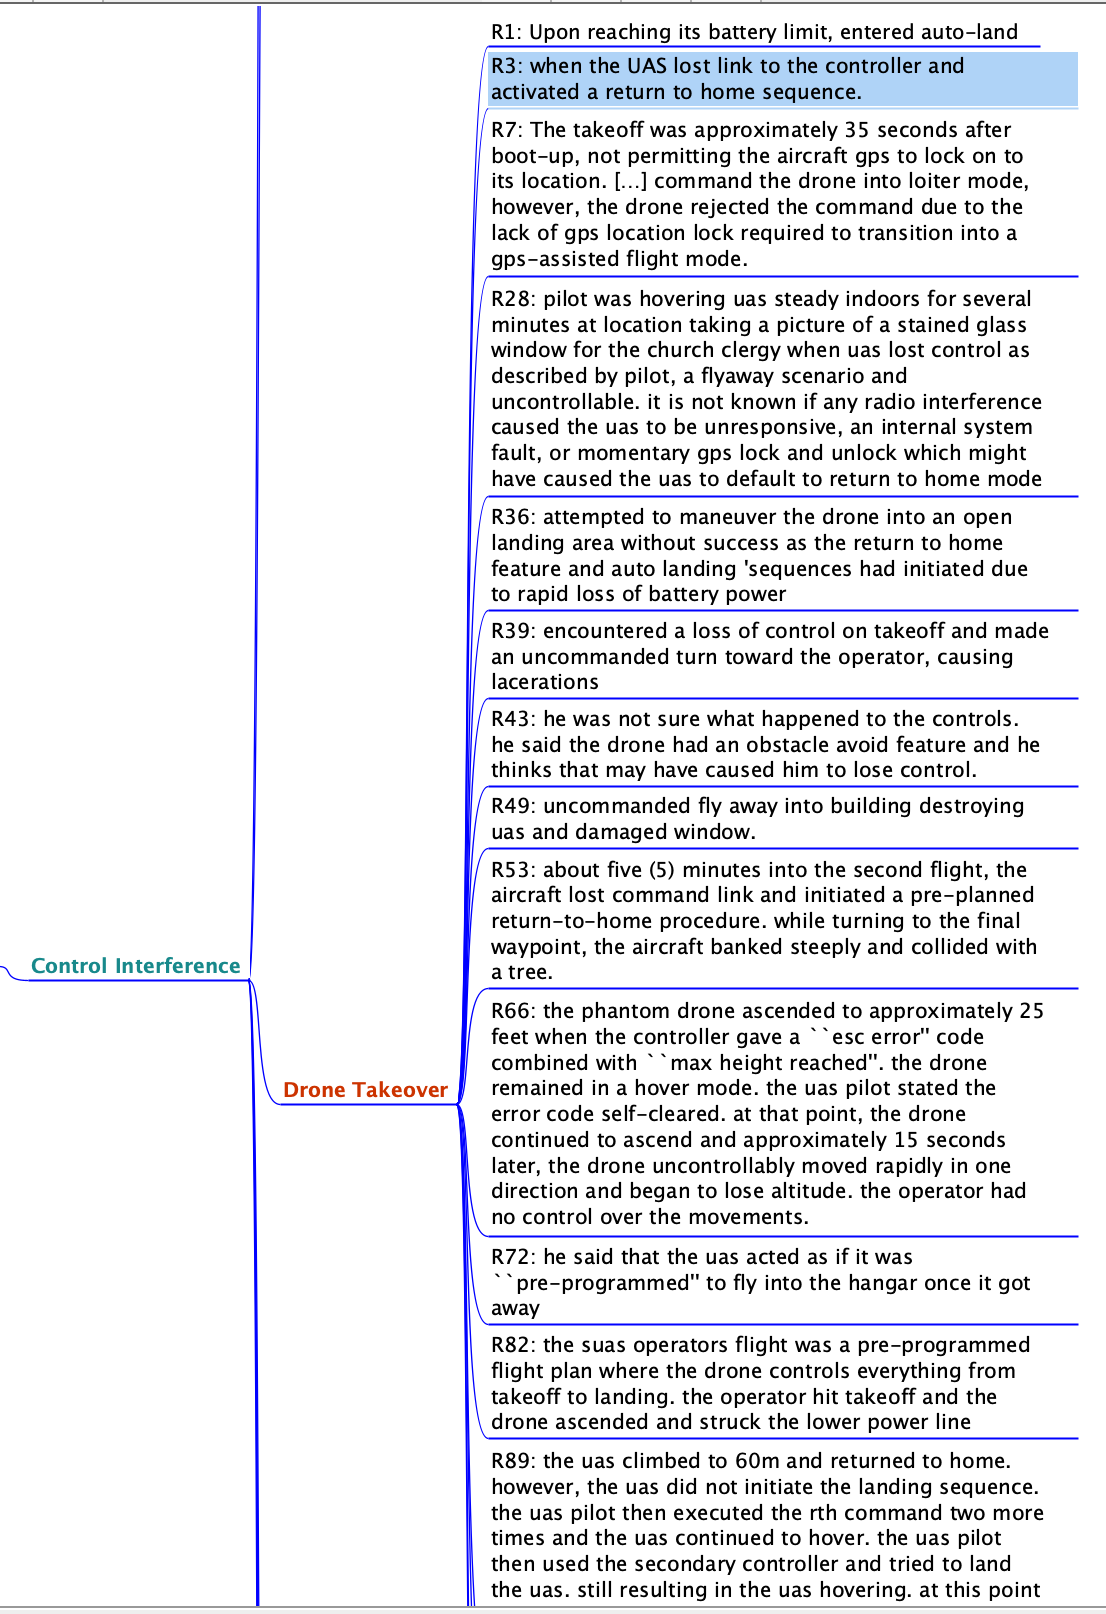 R1: Upon reaching its battery limit, entered auto-land
R3: when the UAS lost link to the controller and
activated a return to home sequence.
R7: The takeoff was approximately 35 seconds after
boot-up, not permitting the aircraft gps to lock on to
its location. [...] command the drone into loiter mode,
however, the drone rejected the command due to the
lack of gps location lock required to transition into a
gps-assisted flight mode.
R28: pilot was hovering uas steady indoors for several
minutes at location taking a picture of a stained glass
window for the church clergy when uas lost control as
described by pilot, a flyaway scenario and
uncontrollable. it is not known if any radio interference
caused the uas to be unresponsive, an internal system
fault, or momentary gps lock and unlock which might
have caused the uas to default to return to home mode
R36: attempted to maneuver the drone into an open
landing area without success as the return to home
feature and auto landing 'sequences had initiated due
to rapid loss of battery power
R39: encountered a loss of control on takeoff and made
an uncommanded turn toward the operator, causing
lacerations
R43: he was not sure what happened to the controls.
he said the drone had an obstacle avoid feature and he
thinks that may have caused him to lose control.
R49: uncommanded fly away into building destroying
uas and damaged window.
R53: about five (5) minutes into the second flight, the
aircraft lost command link and initiated a pre-planned
return-to-home procedure. while turning to the final
waypoint, the aircraft banked steeply and collided with
a tree.
Control Interference
R66: the phantom drone ascended to approximately 25
feet when the controller gave a ``esc error" code
combined with ``max height reached". the drone
remained in a hover mode. the uas pilot stated the
error code self-cleared. at that point, the drone
continued to ascend and approximately 15 seconds
later, the drone uncontrollably moved rapidly in one
direction and began to lose altitude. the operator had
no control over the movements.
Drone Takeover
R72: he said that the uas acted as if it was
``pre-programmed" to fly into the hangar once it got
away
R82: the suas operators flight was a pre-programmed
flight plan where the drone controls everything from
takeoff to landing. the operator hit takeoff and the
drone ascended and struck the lower power line
R89: the uas climbed to 60m and returned to home.
however, the uas did not initiate the landing sequence.
the uas pilot then executed the rth command two more
times and the uas continued to hover. the uas pilot
then used the secondary controller and tried to land
the uas. still resulting in the uas hovering. at this point